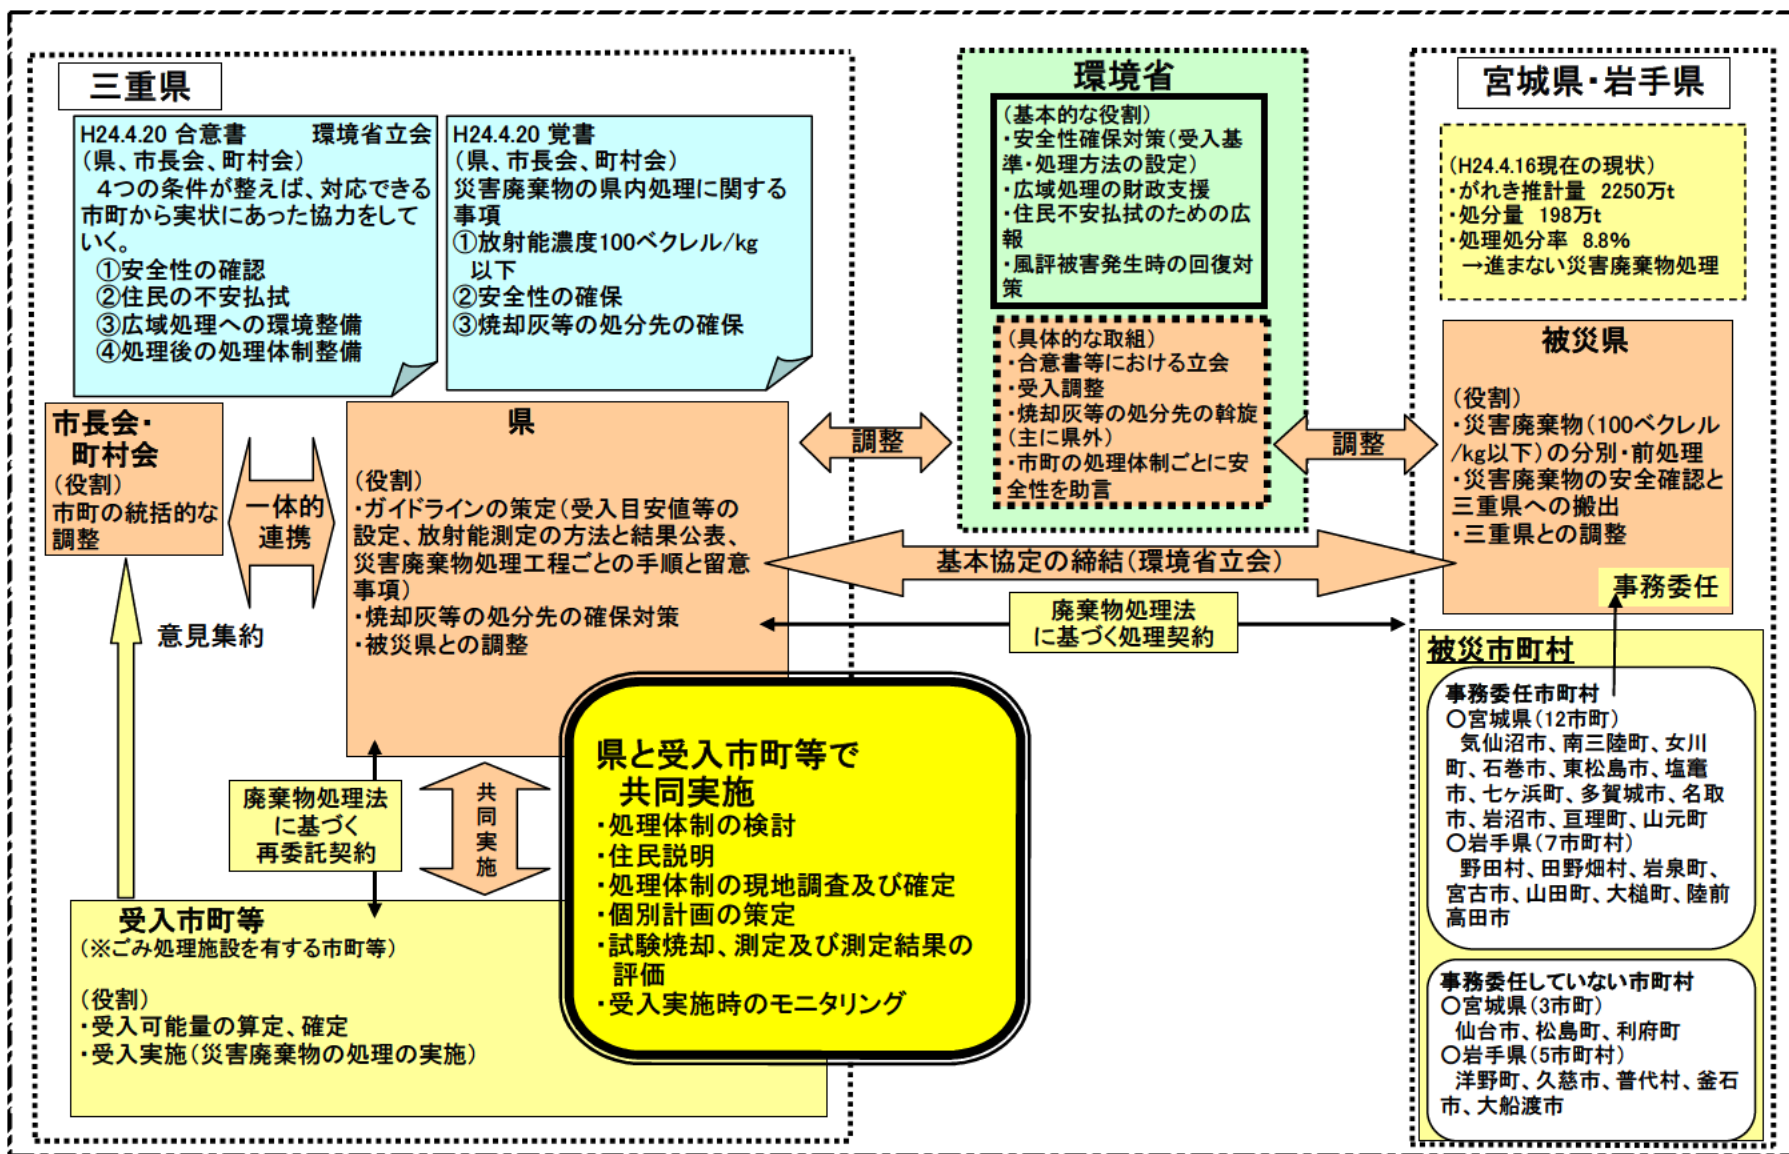 三重県
H24.4.20 合意書　　　環境省立会
（県、市長会、町村会）
４つの条件が整えば、対応できる
市町から実状にあった協力をして
いく。
①安全性の確認
②住民の不安払拭
③広域処理への環境整備
④処理後の処理体制整備
H24.4.20 覚書
（県、市長会、町村会）
災害廃棄物の県内処理に関する
事項
①放射能濃度100ベクレル/kg
以下
②安全性の確保
③焼却灰等の処分先の確保
市長会・
町村会
（役割）
市町の統括的な
調整
一体的
連携
県
（役割）
・ガイドラインの策定（受入目安値等の
設定、放射能測定の方法と結果公表、
災害廃棄物処理工程ごとの手順と留意
事項）
・焼却灰等の処分先の確保対策
・被災県との調整
意見集約
廃棄物処理法
に基づく
再委託契約
共
同
実
施
県と受入市町等で
共同実施
・処理体制の検討
・住民説明
・処理体制の現地調査及び確定
・個別計画の策定
・試験焼却、測定及び測定結果の
評価
・受入実施時のモニタリング
受入市町等
（※ごみ処理施設を有する市町等）
（役割）
・受入可能量の算定、確定
・受入実施（災害廃棄物の処理の実施）
調整
環境省
（基本的な役割）
・安全性確保対策（受入基
準・処理方法の設定）
・広域処理の財政支援
・住民不安払拭のための広
報
・風評被害発生時の回復対
策
（具体的な取組）
・合意書等における立会
・受入調整
・焼却灰等の処分先の斡旋
（主に県外）
・市町の処理体制ごとに安
全性を助言
調整
基本協定の締結（環境省立会）
廃棄物処理法
に基づく処理契約
宮城県・岩手県
（H24.4.16現在の現状）
・がれき推計量　2250万t
・処分量　198万t
・処理処分率　8.8%
→進まない災害廃棄物処理
被災県
（役割）
・災害廃棄物（100ベクレル
/kg以下）の分別・前処理
・災害廃棄物の安全確認と
三重県への搬出
・三重県との調整
事務委任
被災市町村
事務委任市町村
○宮城県（12市町）
気仙沼市、南三陸町、女川
町、石巻市、東松島市、塩竈
市、七ヶ浜町、多賀城市、名取
市、岩沼市、亘理町、山元町
○岩手県（7市町村）
野田村、田野畑村、岩泉町、
宮古市、山田町、大槌町、陸前
高田市
事務委任していない市町村
○宮城県（3市町）
仙台市、松島町、利府町
○岩手県（5市町村）
洋野町、久慈市、普代村、釜石
市、大船渡市